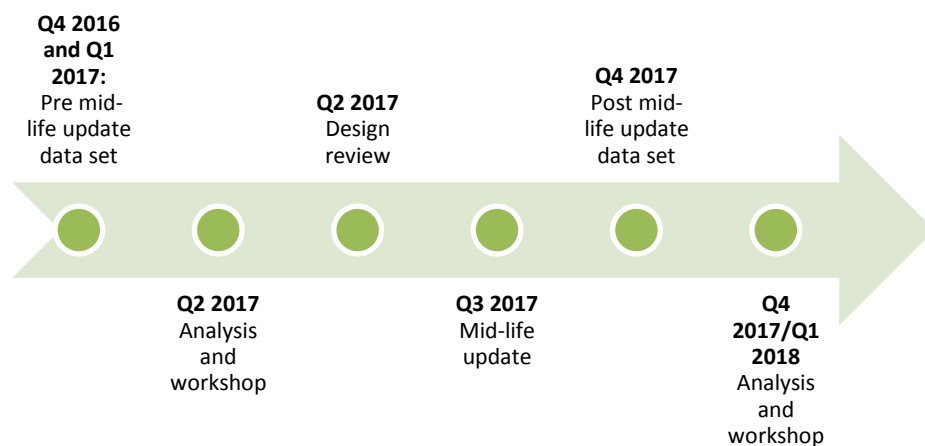 Q4 2016
and Q1
2017:
Pre mid-
life update
data set
Q2 2017
Analysis
and
workshop
Q2 2017
Design
review
Q3 2017
Mid-life
update
Q4 2017
Post mid-
life update
data set
Q4
2017/Q1
2018
Analysis
and
workshop